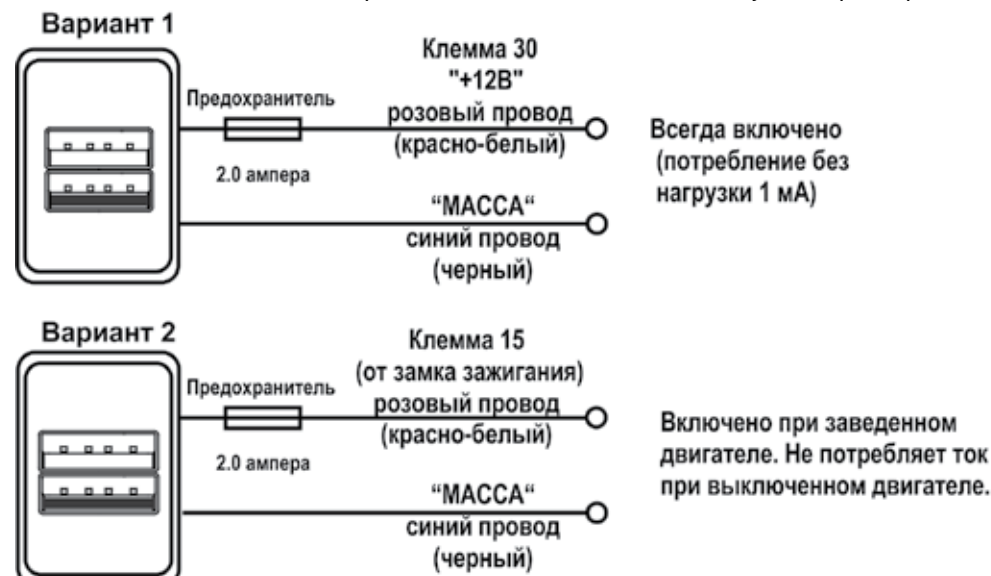 Вариант 1
Клемма 30
"+12В"
Предохранитель
розовый провод
(красно-белый)
2.0 ампера
Всегда включено
(потребление без
нагрузки 1 мА)
“МАССА“
синий провод
(черный)
Вариант 2
Клемма 15
(от замка зажигания)
Предохранитель
розовый провод
(красно-белый)
2.0 ампера
Включено при заведенном
двигателе. Не потребляет ток
при выключенном двигателе.
“МАССА“
синий провод
(черный)